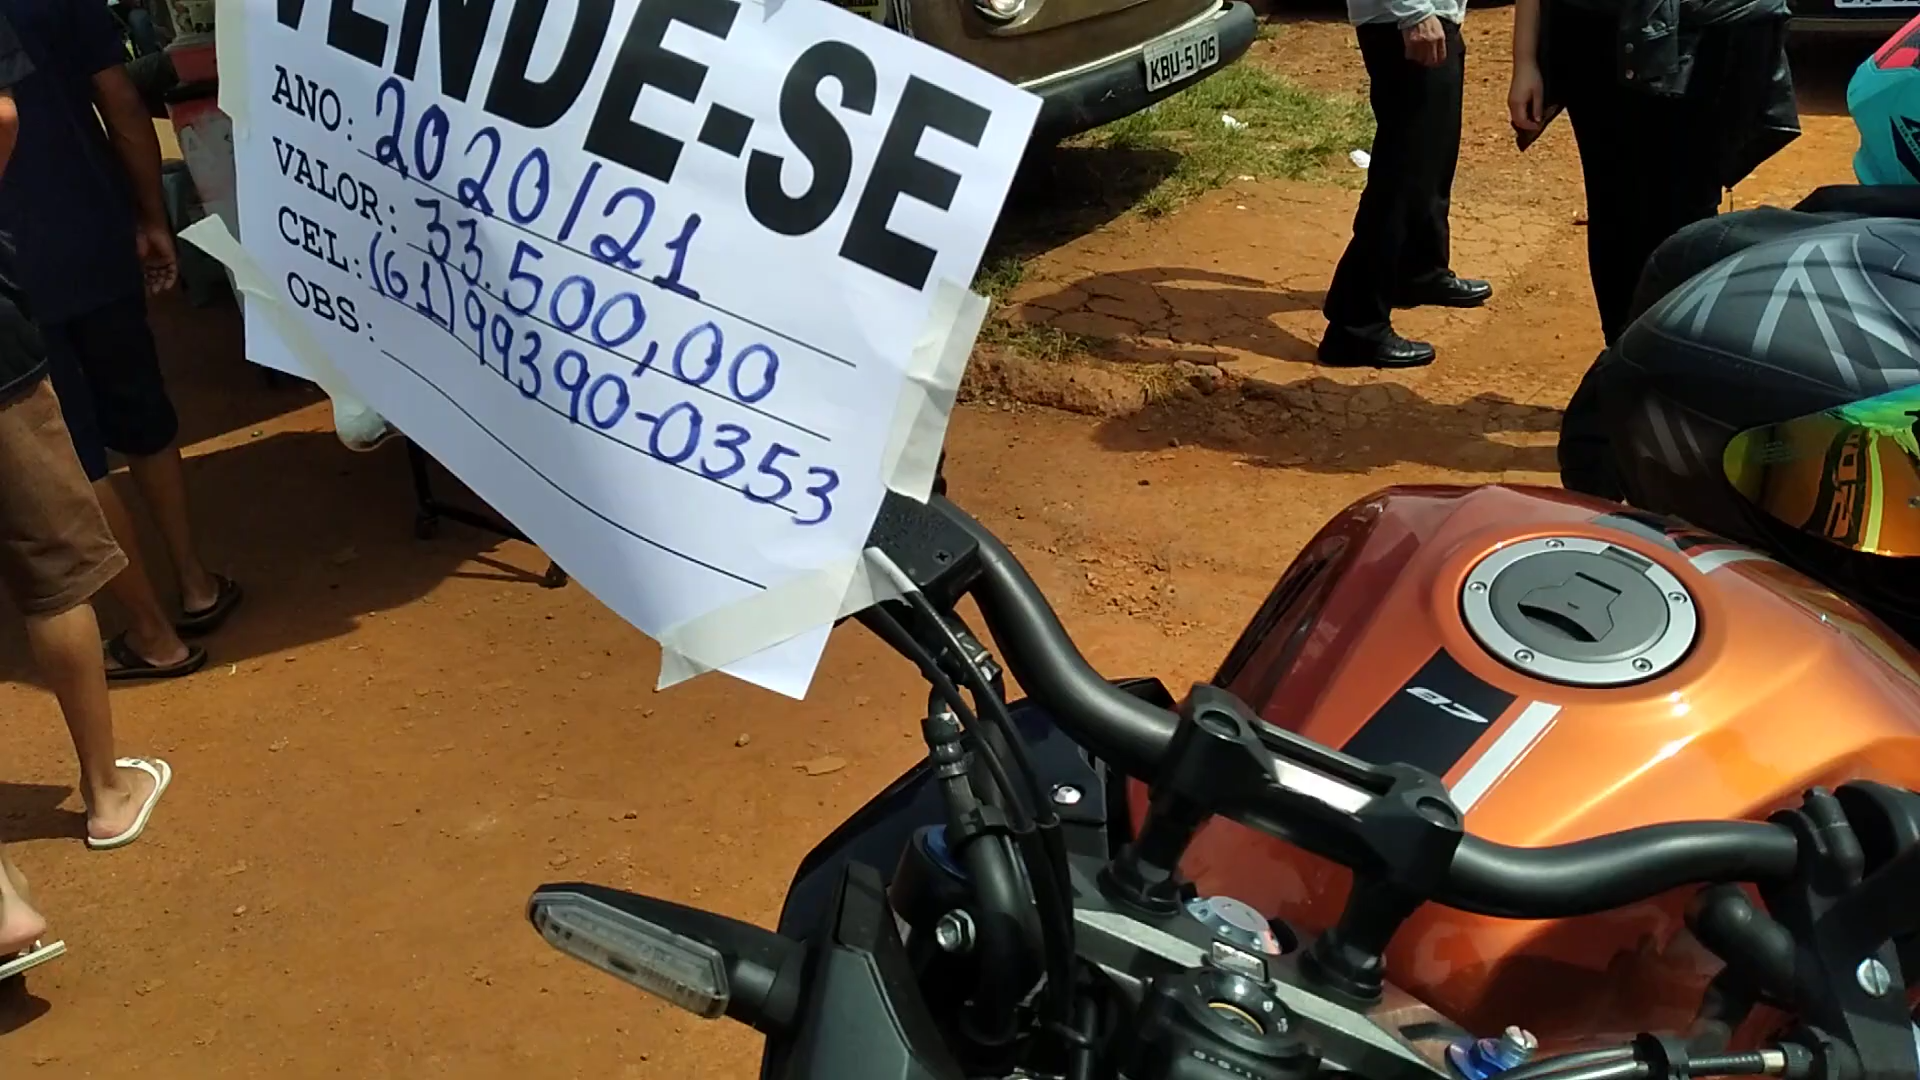 VENDE-SE
ANO: 2020/21
VALOR: 33.500,00
CEL: (61)99390-0353
OBS:
KBU-5106